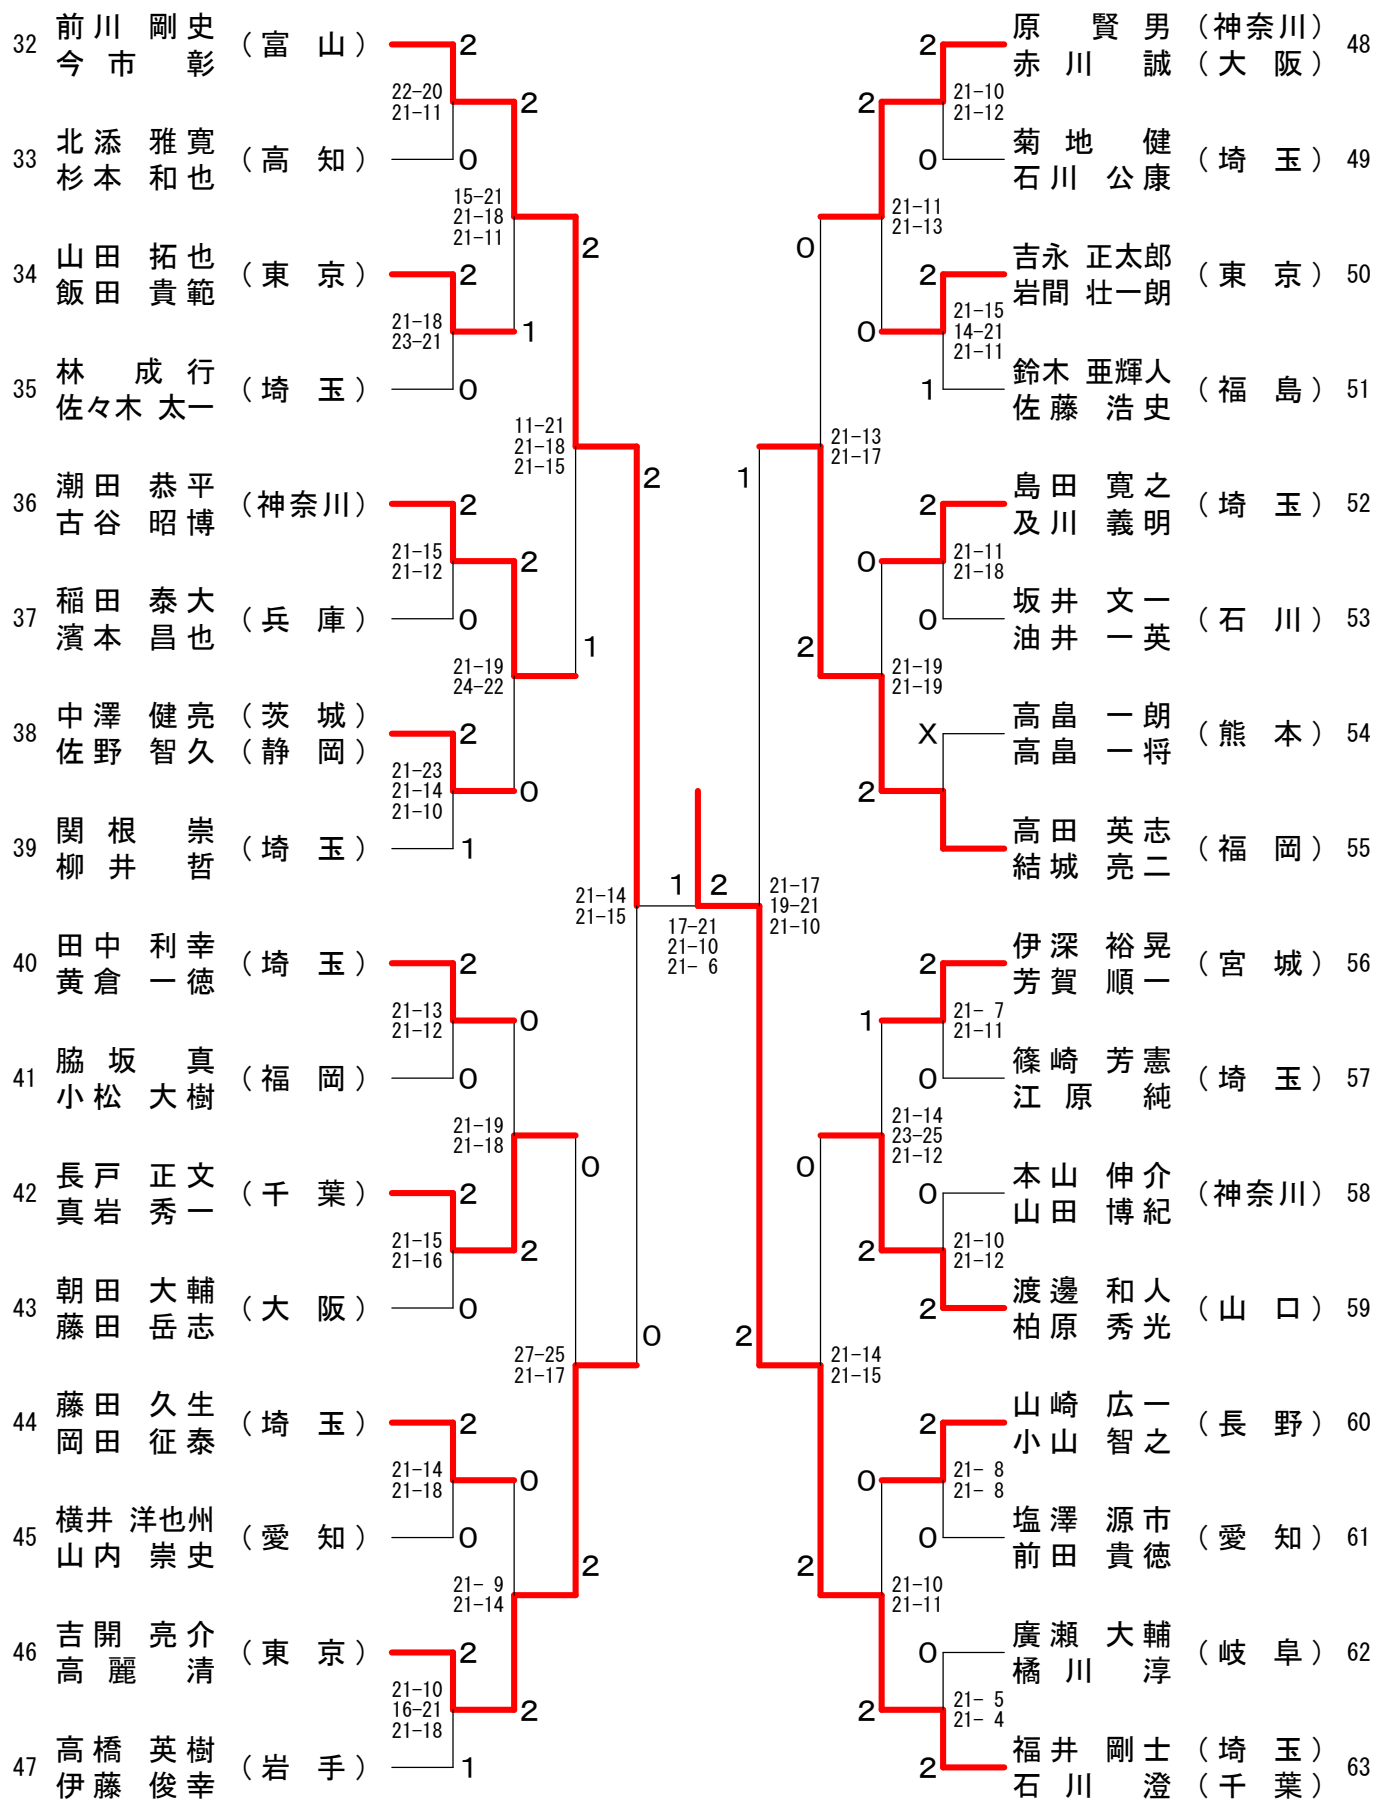 32 前川 剛史 (富 山) 2
今市 彰
22-20
21-11
2
33 北添 雅寛 (高 知) 0
杉本 和也
15-21
21-18
21-11
2
34 山田 拓也 (東 京) 2
飯田 貴範
21-18
23-21
1
35 林 成行 (埼 玉) 0
佐々木 太一
11-21
21-18
21-15
2
36 潮田 恭平 (神奈川) 2
古谷 昭博
21-15
21-12
2
37 稲田 泰大 (兵 庫) 0
濱本 昌也
21-19
24-22
1
38 中澤 健亮 (茨 城) 2
佐野 智久 (静 岡)
21-23
21-14
21-10
0
39 関根 崇 (埼 玉) 1
柳井 哲
21-14
21-15
1 2
17-21
21-10
21- 6
40 田中 利幸 (埼 玉) 2
黄倉 一徳
21-13
21-12
0
41 脇坂 真 (福 岡) 0
小松 大樹
21-19
21-18
0
42 長戸 正文 (千 葉) 2
真岩 秀一
21-15
21-16
2
43 朝田 大輔 (大 阪) 0
藤田 岳志
27-25
21-17
0
44 藤田 久生 (埼 玉) 2
岡田 征泰
21-14
21-18
0
45 横井 洋也州 (愛 知) 0
山内 崇史
21- 9
21-14
2
46 吉開 亮介 (東 京) 2
高麗 清
21-10
16-21
21-18
2
47 高橋 英樹 (岩 手) 1
伊藤 俊幸
2 原 賢男 (神奈川) 48
赤川 誠 (大 阪)
2
21-10
21-12
0 菊地 健 (埼 玉) 49
石川 公康
0
21-11
21-13
2 吉永 正太郎 (東 京) 50
岩間 壮一朗
0
21-15
14-21
21-11
1 鈴木 亜輝人 (福 島) 51
佐藤 浩史
1
21-13
21-17
2 島田 寛之 (埼 玉) 52
及川 義明
0
21-11
21-18
0 坂井 文一 (石 川) 53
油井 一英
2
21-19
21-19
X 高畠 一朗 (熊 本) 54
高畠 一将
2
高田 英志 (福 岡) 55
結城 亮二
21-17
19-21
21-10
2 伊深 裕晃 (宮 城) 56
芳賀 順一
1
21- 7
21-11
0 篠崎 芳憲 (埼 玉) 57
江原 純
0
21-14
23-25
21-12
0 本山 伸介 (神奈川) 58
山田 博紀
2
21-10
21-12
2 渡邊 和人 (山 口) 59
柏原 秀光
2
21-14
21-15
2 山崎 広一 (長 野) 60
小山 智之
0
21- 8
21- 8
0 塩澤 源市 (愛 知) 61
前田 貴徳
2
21-10
21-11
0 廣瀬 大輔 (岐 阜) 62
橘川 淳
2
21- 5
21- 4
2 福井 剛士 (埼 玉) 63
石川 澄 (千 葉)